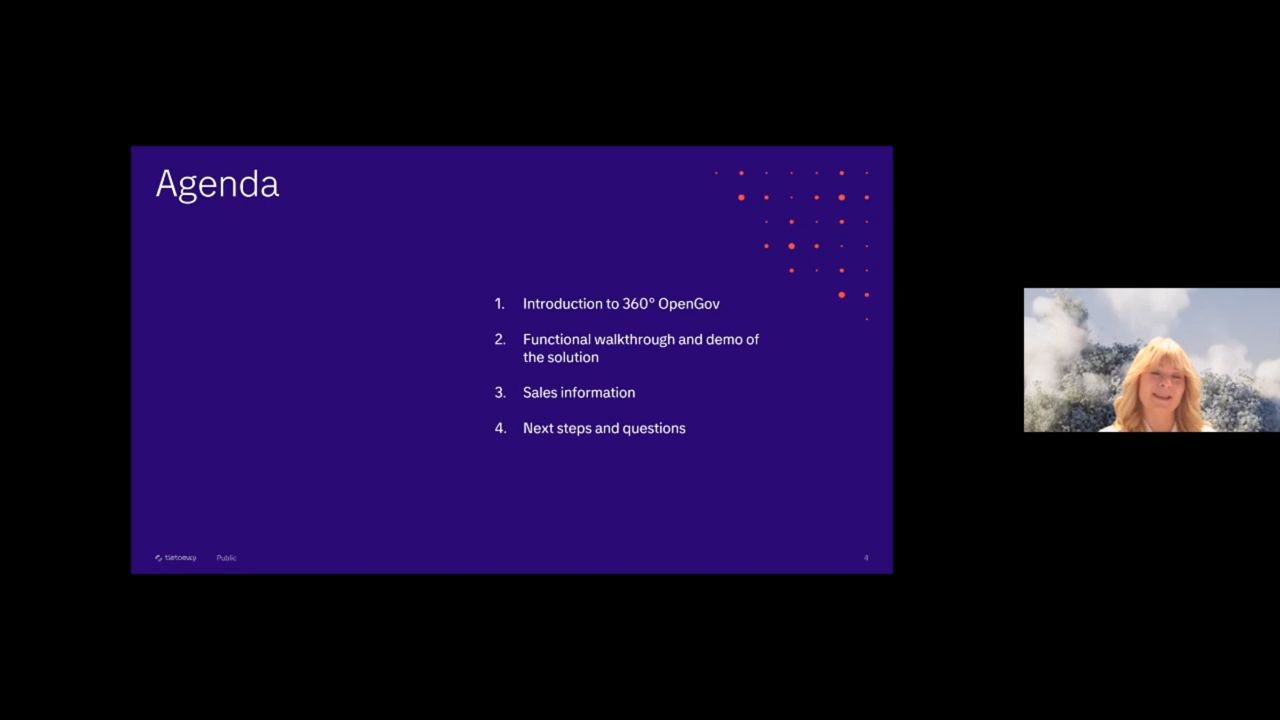 Agenda
1. Introduction to 360° OpenGov
2. Functional walkthrough and demo of
the solution
3. Sales information
4. Next steps and questions
tietoevry Public 4